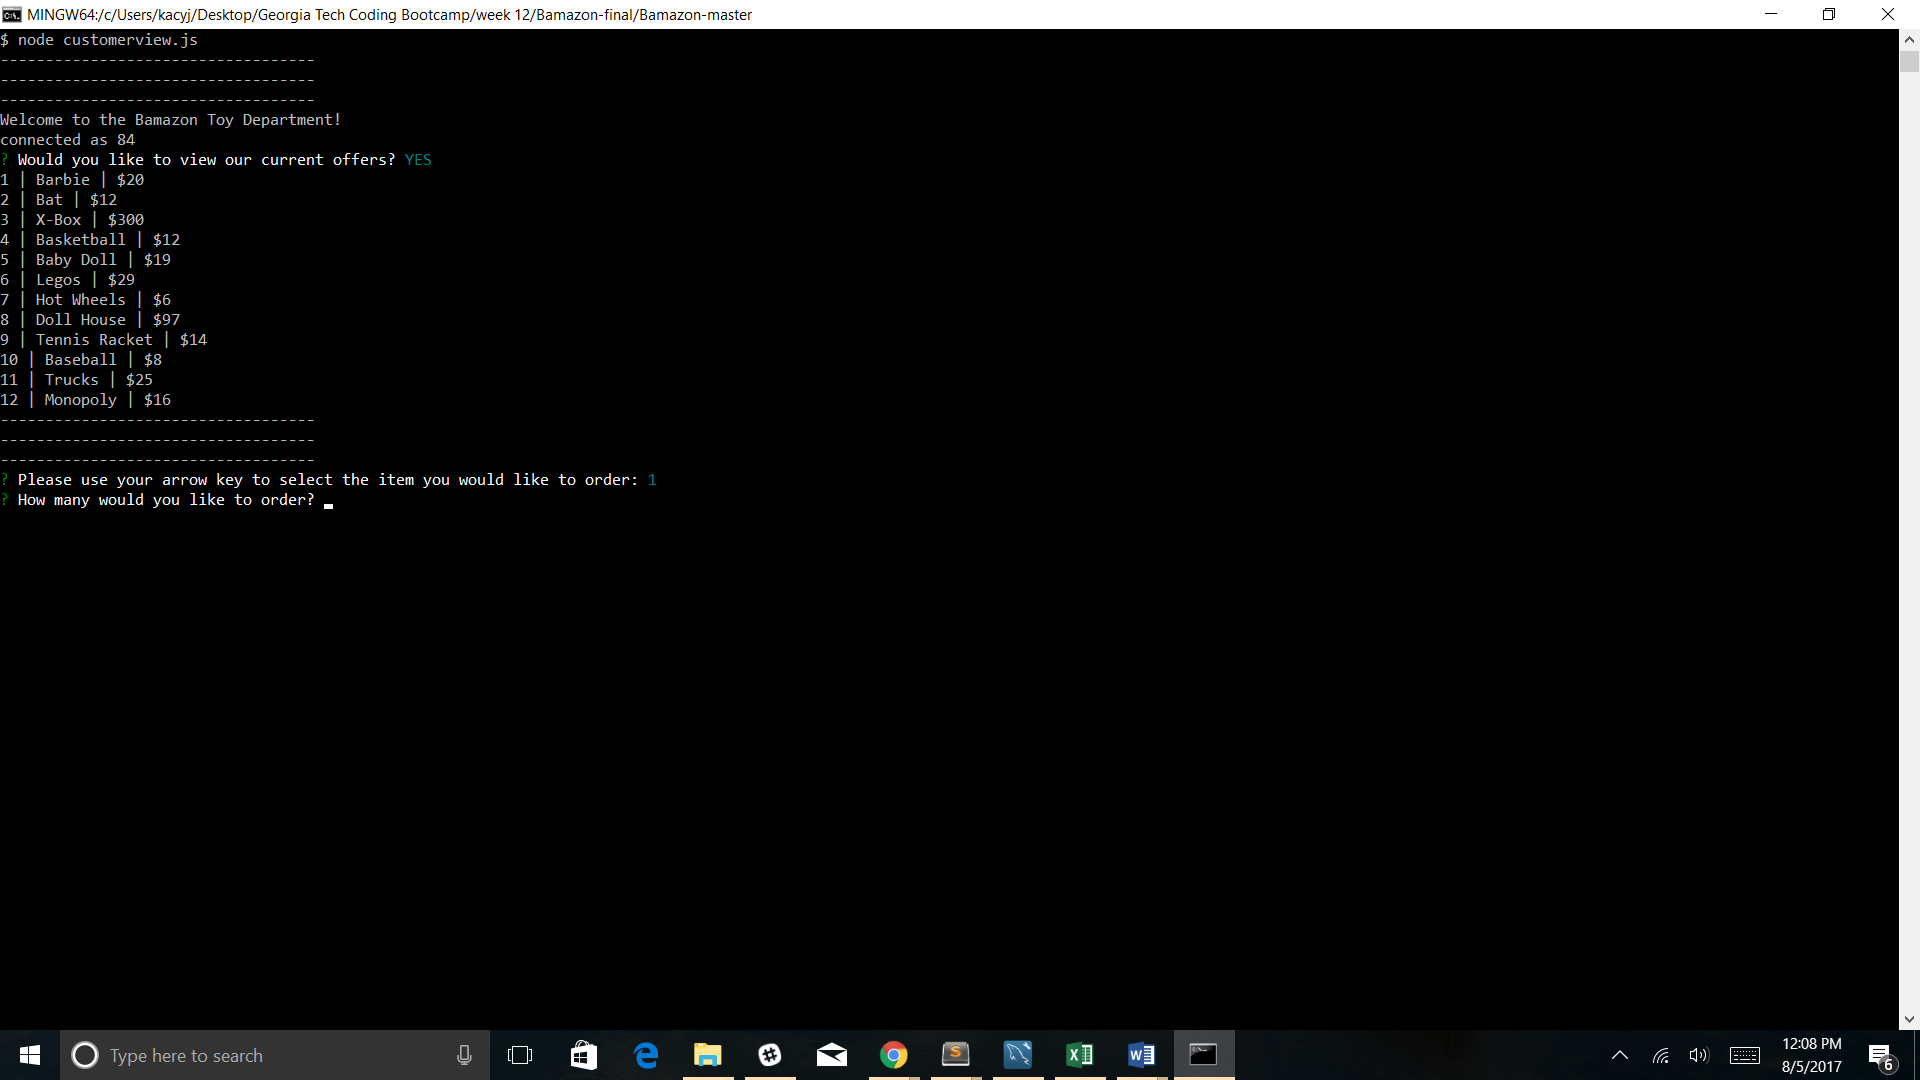 MINGW64:/c/Users/kacyj/Desktop/Georgia Tech Coding Bootcamp/week 12/Bamazon-final/Bamazon-master
$ node customerview.js
-----------------------------------
-----------------------------------
-----------------------------------
Welcome to the Bamazon Toy Department!
connected as 84
? Would you like to view our current offers? YES
1 | Barbie | $20
2 | Bat | $12
3 | X-Box | $300
4 | Basketball | $12
5 | Baby Doll | $19
6 | Legos | $29
7 | Hot Wheels | $6
8 | Doll House | $97
9 | Tennis Racket | $14
10 | Baseball | $8
11 | Trucks | $25
12 | Monopoly | $16
-----------------------------------
-----------------------------------
-----------------------------------
? Please use your arrow key to select the item you would like to order: 1
? How many would you like to order?
Type here to search
12:08 PM
8/5/2017
6